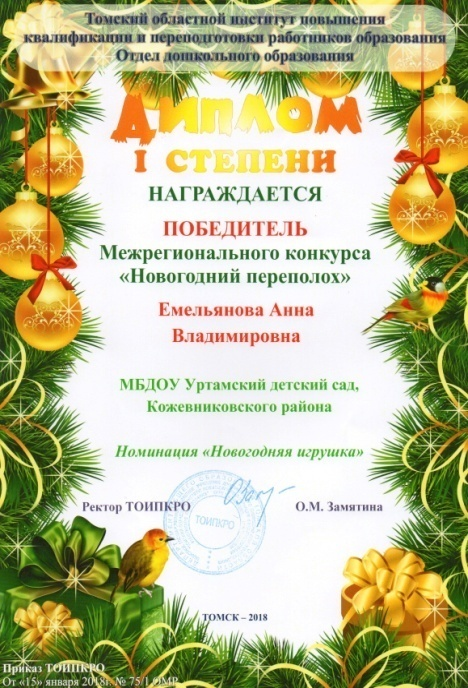 Томский областной институт повышения
квалификации и переподготовки работников образования
Отдел дошкольного образования
ДИПЛОМ
I СТЕПЕНИ
НАГРАЖДАЕТСЯ
ПОБЕДИТЕЛЬ
Межрегионального конкурса
«Новогодний переполох»
Емельянова Анна
Владимировна
МБДОУ Уртамский детский сад,
Кожевниковского района
Номинация «Новогодняя игрушка»
Ректор ТОИПКРО О.М. Замятина
ТОИПКРО
ТОМСК – 2018
Приказ ТОИПКРО
От «15» января 2018г. № 75/1 ОМР